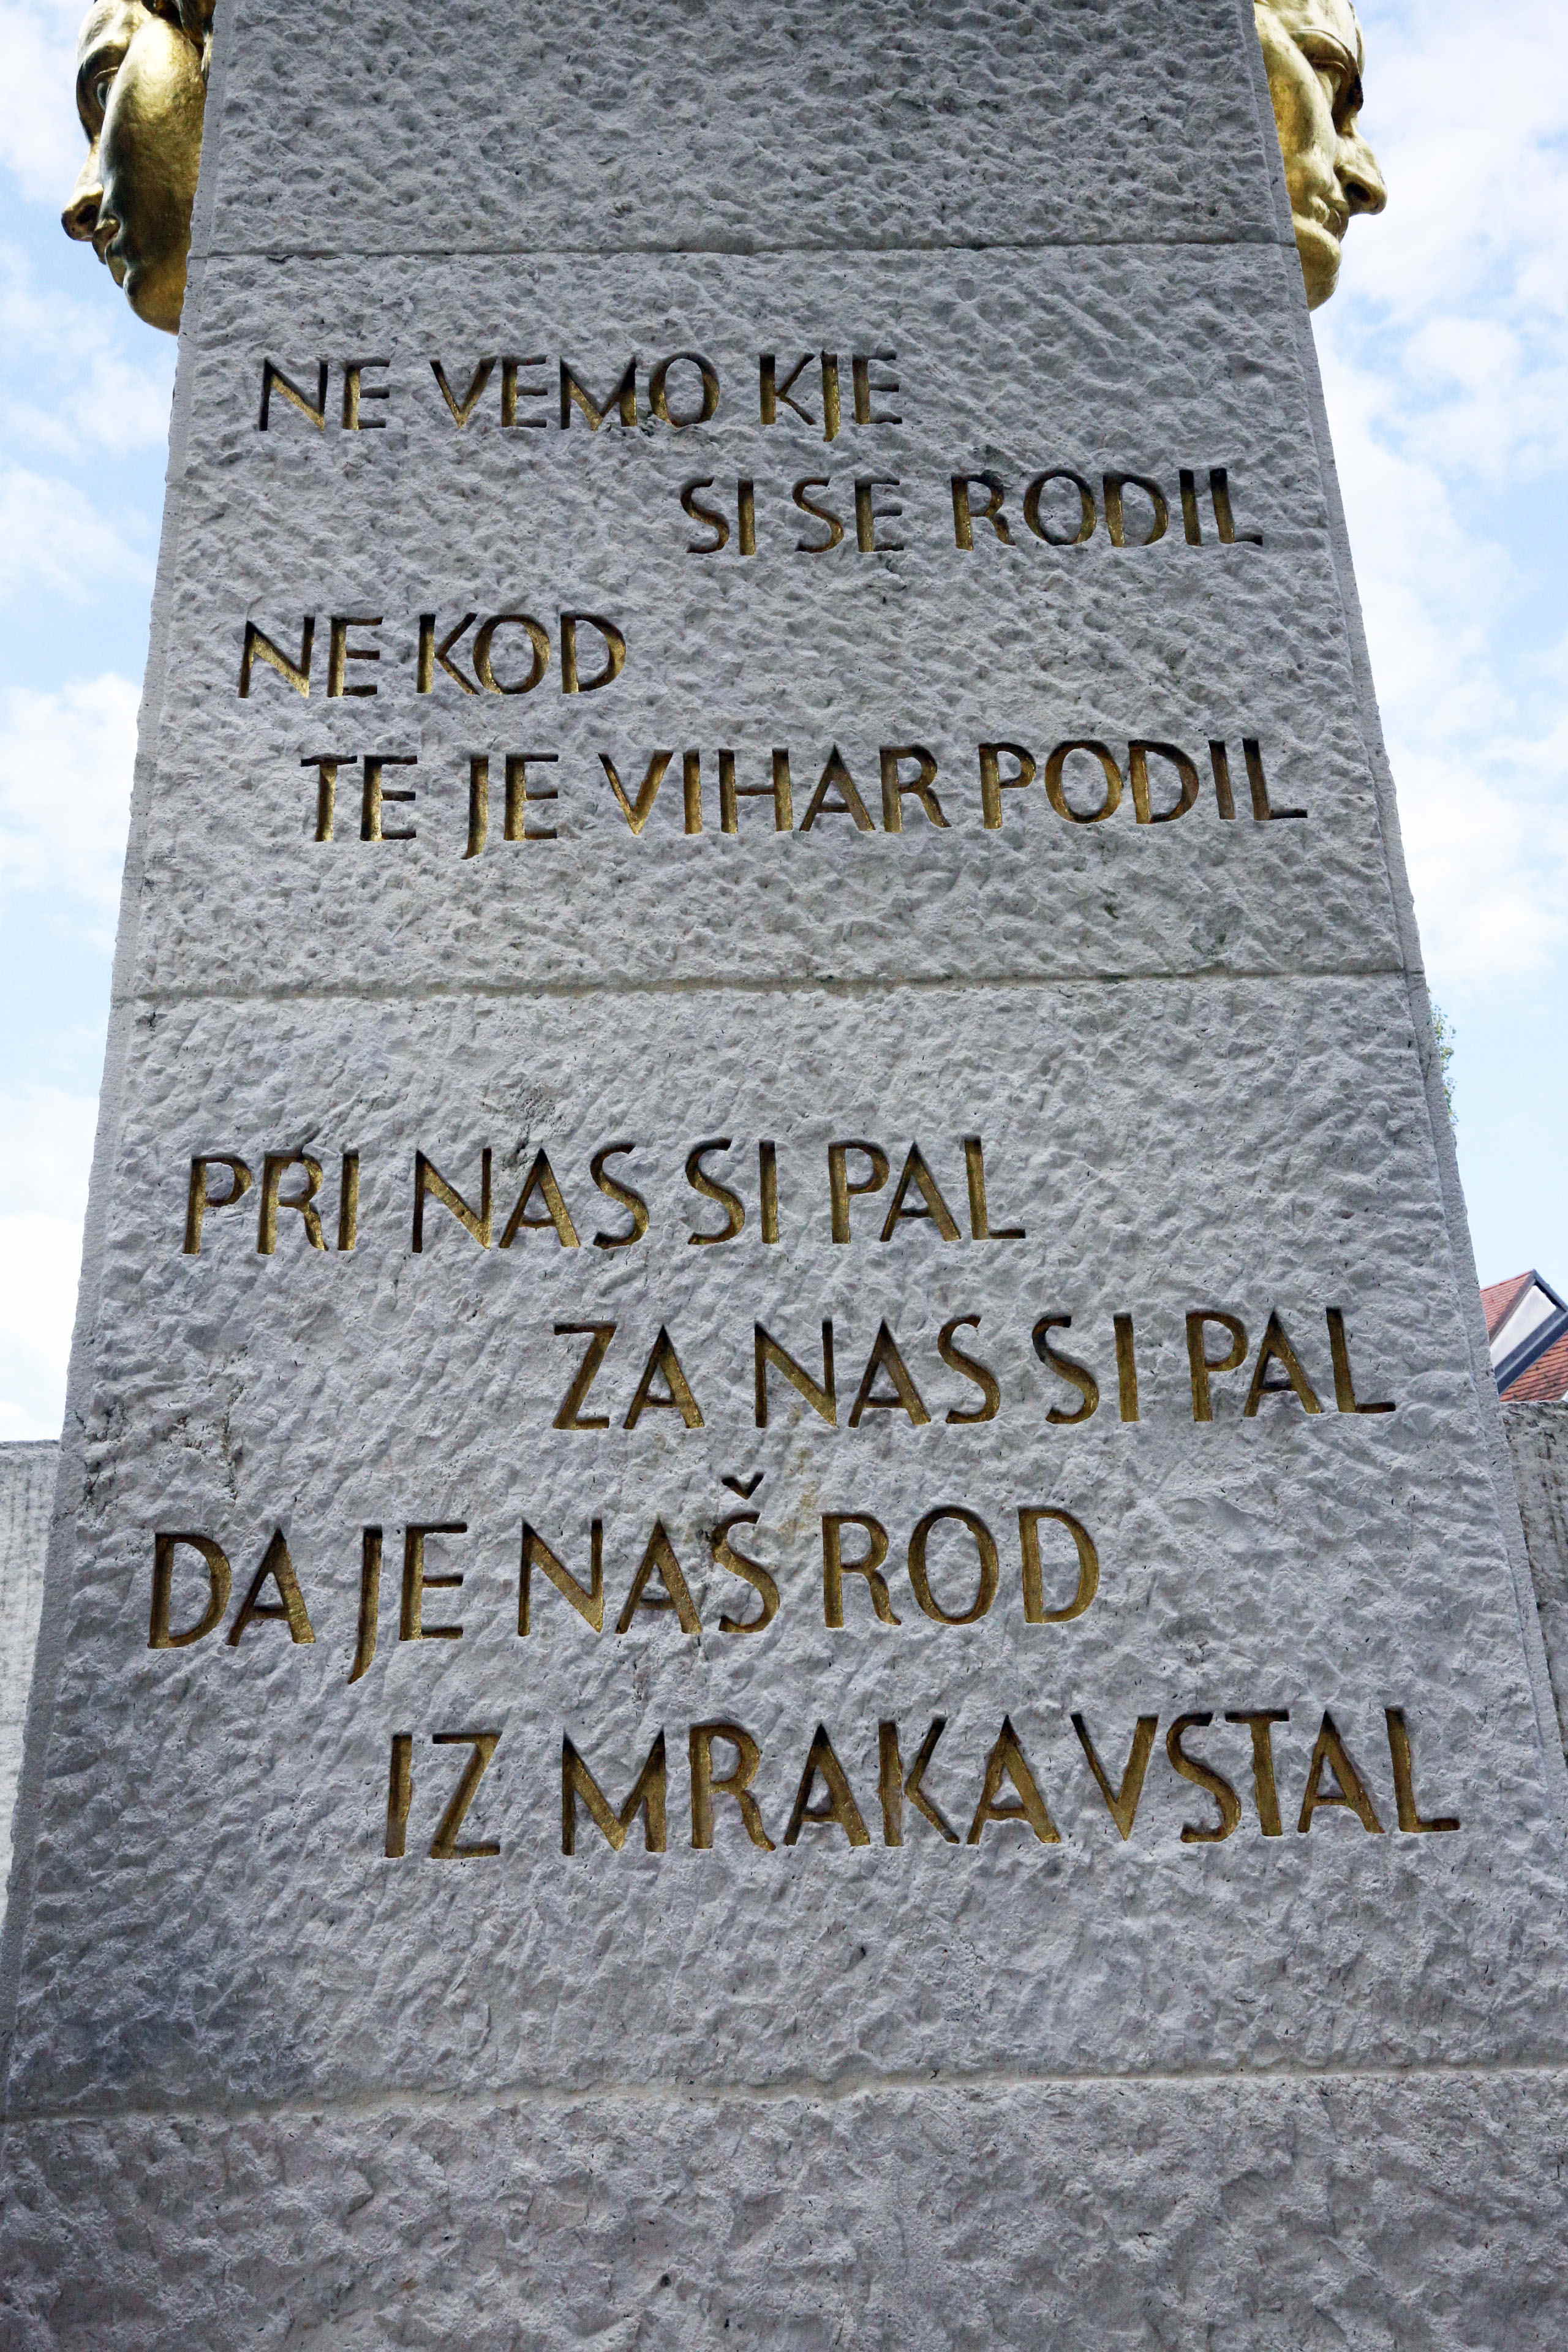 NE VEMO KJE
SI SE RODIL
NE KOD
TE JE VIHAR PODIL
PRI NAS SI PAL
ZA NAS SI PAL
DA JE NAŠ ROD
IZ MRAKA VSTAL